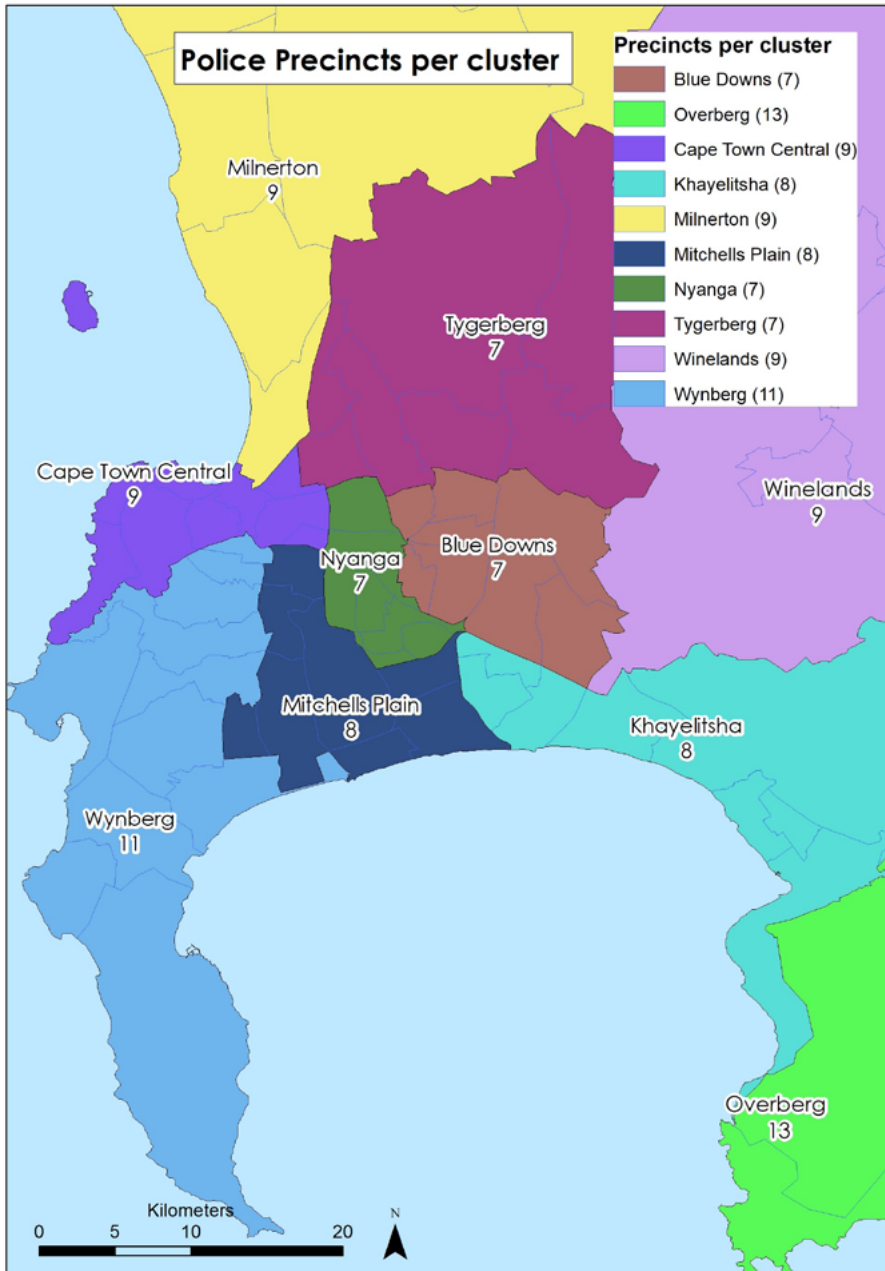 Police Precincts per cluster
Precincts per cluster
Blue Downs (7)
Overberg (13)
Cape Town Central (9)
Khayelitsha (8)
Milnerton (9)
Mitchells Plain (8)
Nyanga (7)
Tygerberg (7)
Winelands (9)
Wynberg (11)
Milnerton
9
Tygerberg
7
Cape Town Central
9
Winelands
9
Nyanga
7
Blue Downs
7
Mitchells Plain
8
Khayelitsha
8
Wynberg
11
Overberg
13
Kilometers
0 5 10 20
N